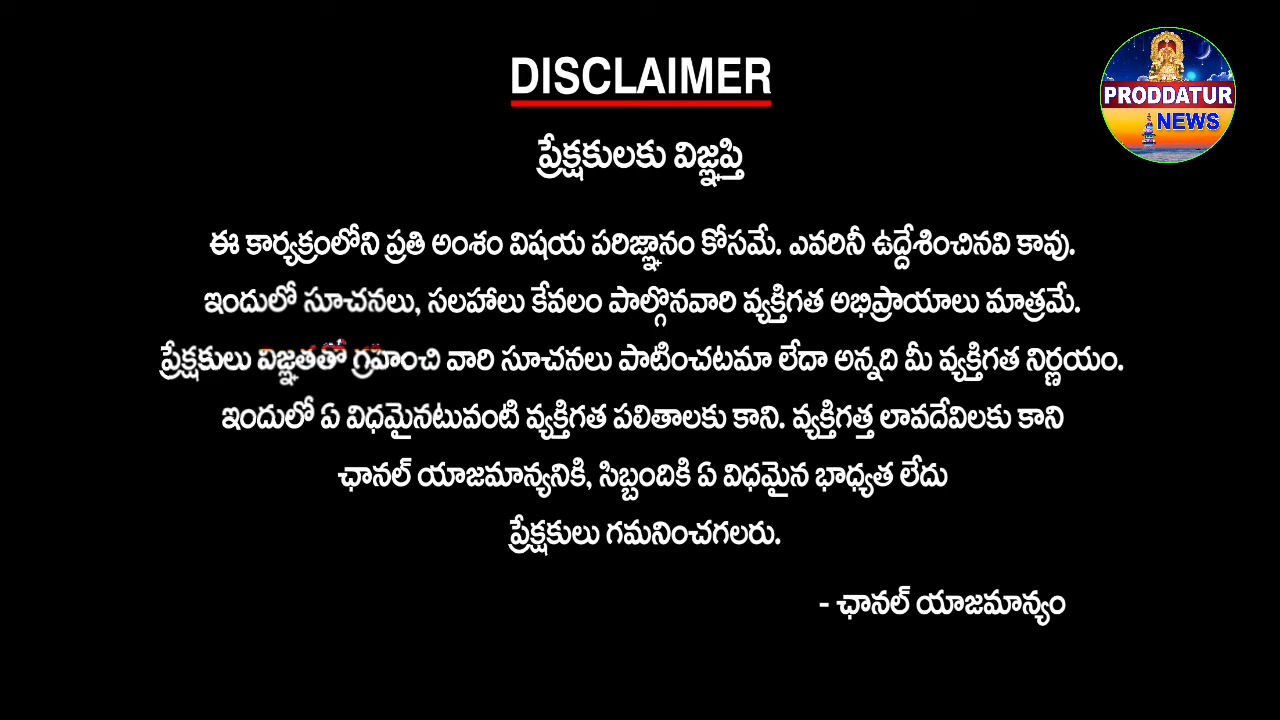 DISCLAIMER
PRODDATUR
NEWS
ప్రేక్షకులకు విజ్ఞప్తి
ఈ కార్యక్రంలోని ప్రతి అంశం విషయ పరిజ్ఞానం కోసమే. ఎవరినీ ఉద్దేశించినవి కావు.
ఇందులో సూచనలు, సలహాలు కేవలం పాల్గొనవారి వ్యక్తిగత అభిప్రాయాలు మాత్రమే.
ప్రేక్షకులు విజ్ఞతతో గ్రహించి వారి సూచనలు పాటించటమా లేదా అన్నది మీ వ్యక్తిగత నిర్ణయం.
ఇందులో ఏ విధమైనటువంటి వ్యక్తిగత పలితాలకు కాని. వ్యక్తిగత్త లావదేవిలకు కాని
ఛానల్ యాజమాన్యనికి, సిబ్బందికి ఏ విధమైన భాధ్యత లేదు
ప్రేక్షకులు గమనించగలరు.
- ఛానల్ యాజమాన్యం